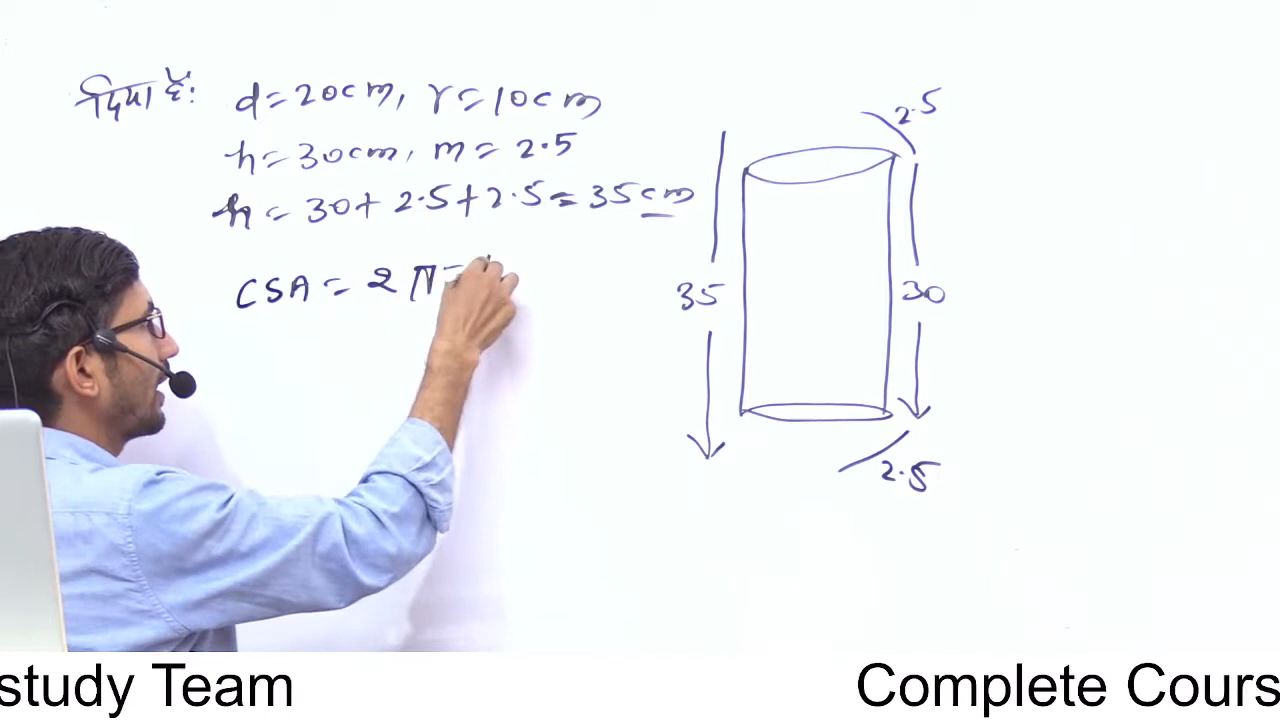 दिया है: d=20cm, r=10cm
h=30cm, m=2.5
h=30+2.5+2.5=35cm
CSA=2π
2.5
35
30
2.5
study Team
Complete Cours